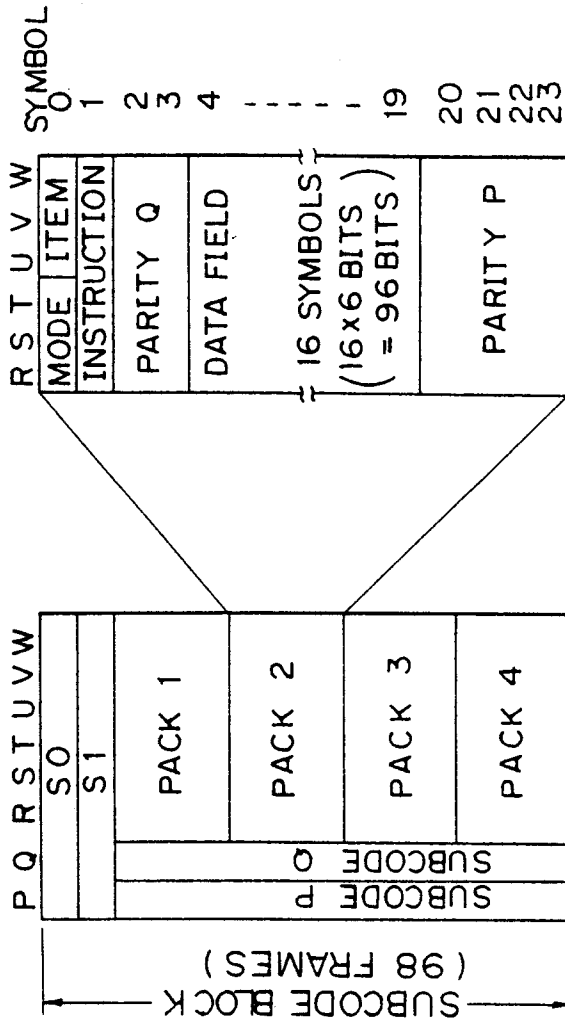 P Q R S T U V W
S0
S1
SUBCODE P
SUBCODE Q
PACK 1
PACK 2
PACK 3
PACK 4
SUBCODE BLOCK
(98 FRAMES)
R S T U V W
SYMBOL
MODE ITEM 0
INSTRUCTION 1
PARITY Q 2
3
DATA FIELD 4
16 SYMBOLS
(16x6 BITS
= 96 BITS)
19
PARITY P
20
21
22
23